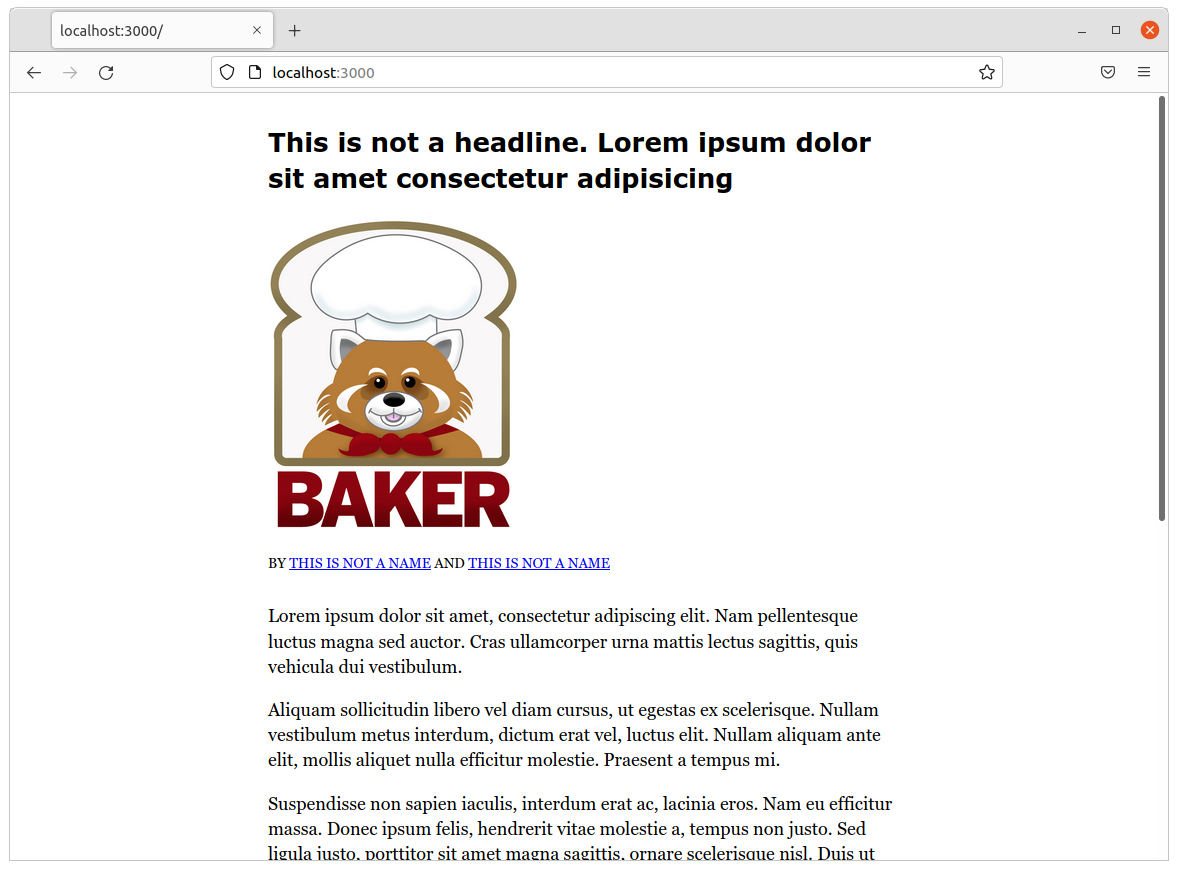 localhost:3000/
localhost:3000
This is not a headline. Lorem ipsum dolor
sit amet consectetur adipisicing
BAKER
BY THIS IS NOT A NAME AND THIS IS NOT A NAME
Lorem ipsum dolor sit amet, consectetur adipiscing elit. Nam pellentesque
luctus magna sed auctor. Cras ullamcorper urna mattis lectus sagittis, quis
vehicula dui vestibulum.
Aliquam sollicitudin libero vel diam cursus, ut egestas ex scelerisque. Nullam
vestibulum metus interdum, dictum erat vel, luctus elit. Nullam aliquam ante
elit, mollis aliquet nulla efficitur molestie. Praesent a tempus mi.
Suspendisse non sapien iaculis, interdum erat ac, lacinia eros. Nam eu efficitur
massa. Donec ipsum felis, hendrerit vitae molestie a, tempus non justo. Sed
ligula justo, porttitor sit amet magna sagittis, ornare scelerisque nisl. Duis ut